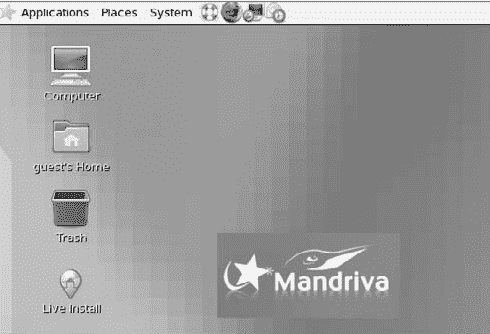 Applications Places System
Computer
guest's Home
Trash
Live Install
Mandriva